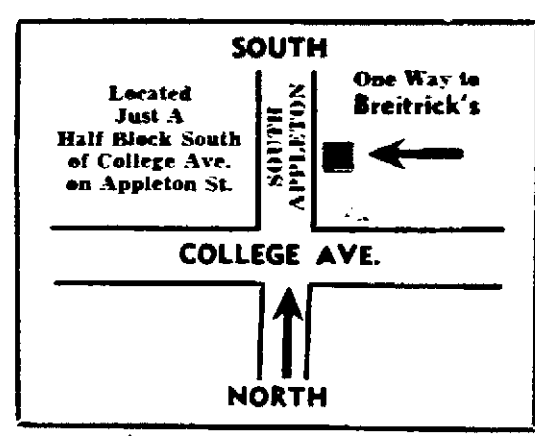 SOUTH
Located
Just A
Half Block South
of College Ave.
on Appleton St.
SOUTH
APPLETON
One Way to
Breitrick's
COLLEGE AVE.
NORTH